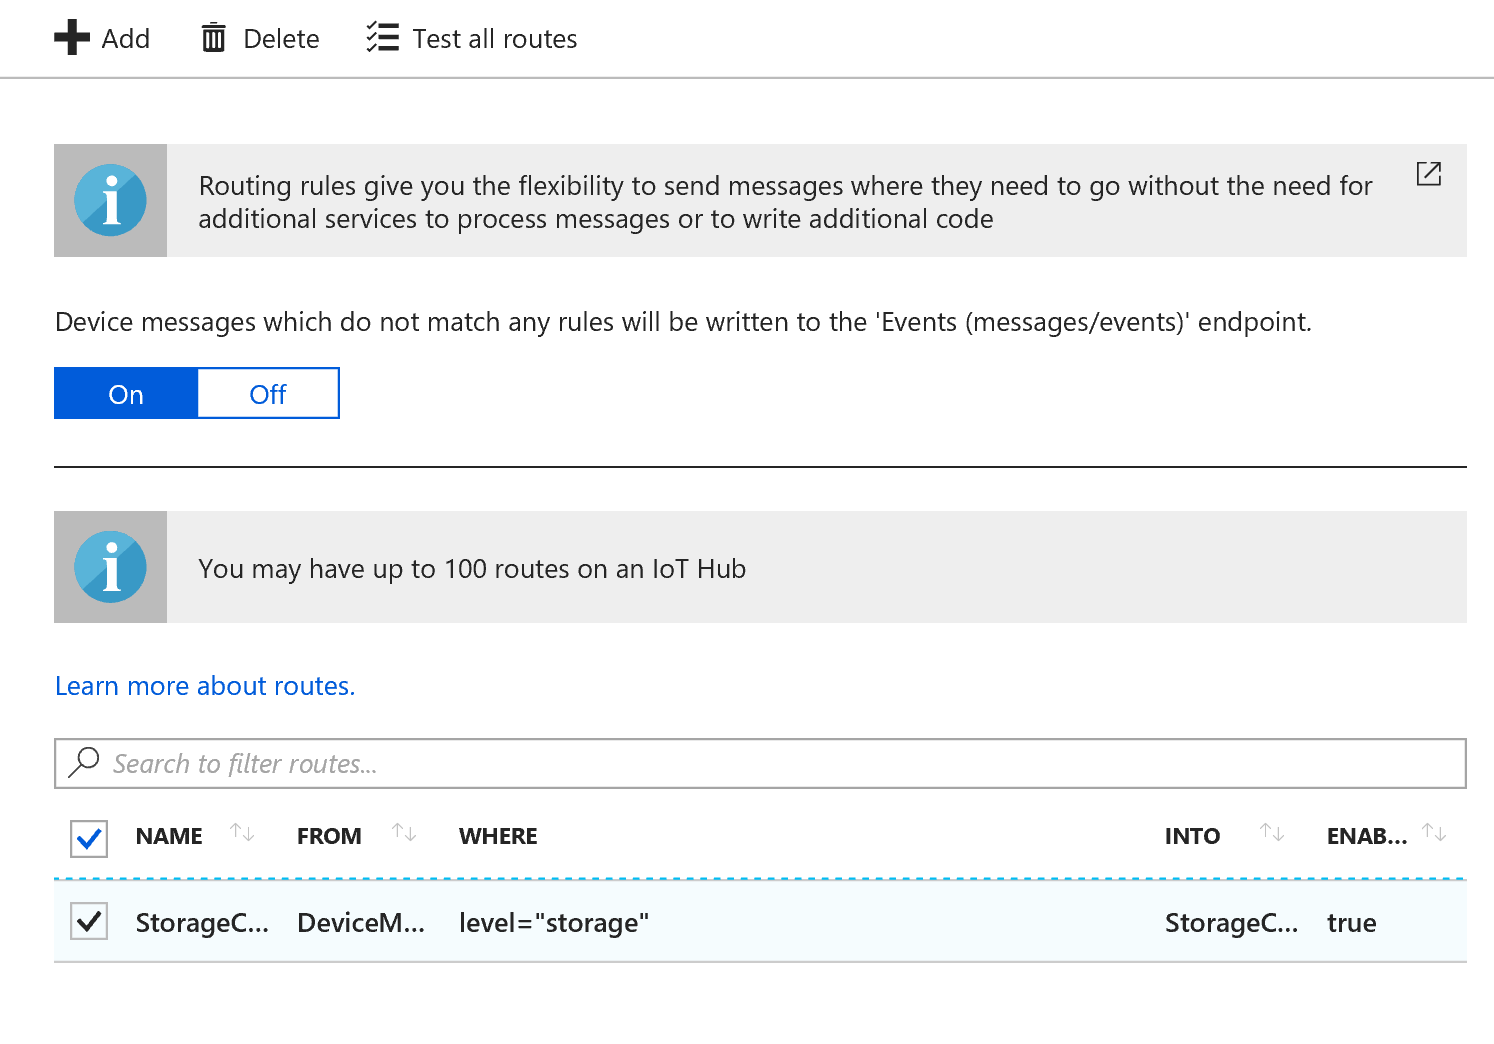 Add Delete Test all routes
Routing rules give you the flexibility to send messages where they need to go without the need for
additional services to process messages or to write additional code
Device messages which do not match any rules will be written to the 'Events (messages/events)' endpoint.
On Off
You may have up to 100 routes on an IoT Hub
Learn more about routes.
Search to filter routes...
NAME FROM WHERE INTO ENAB...
StorageC... DeviceM... level="storage" StorageC... true